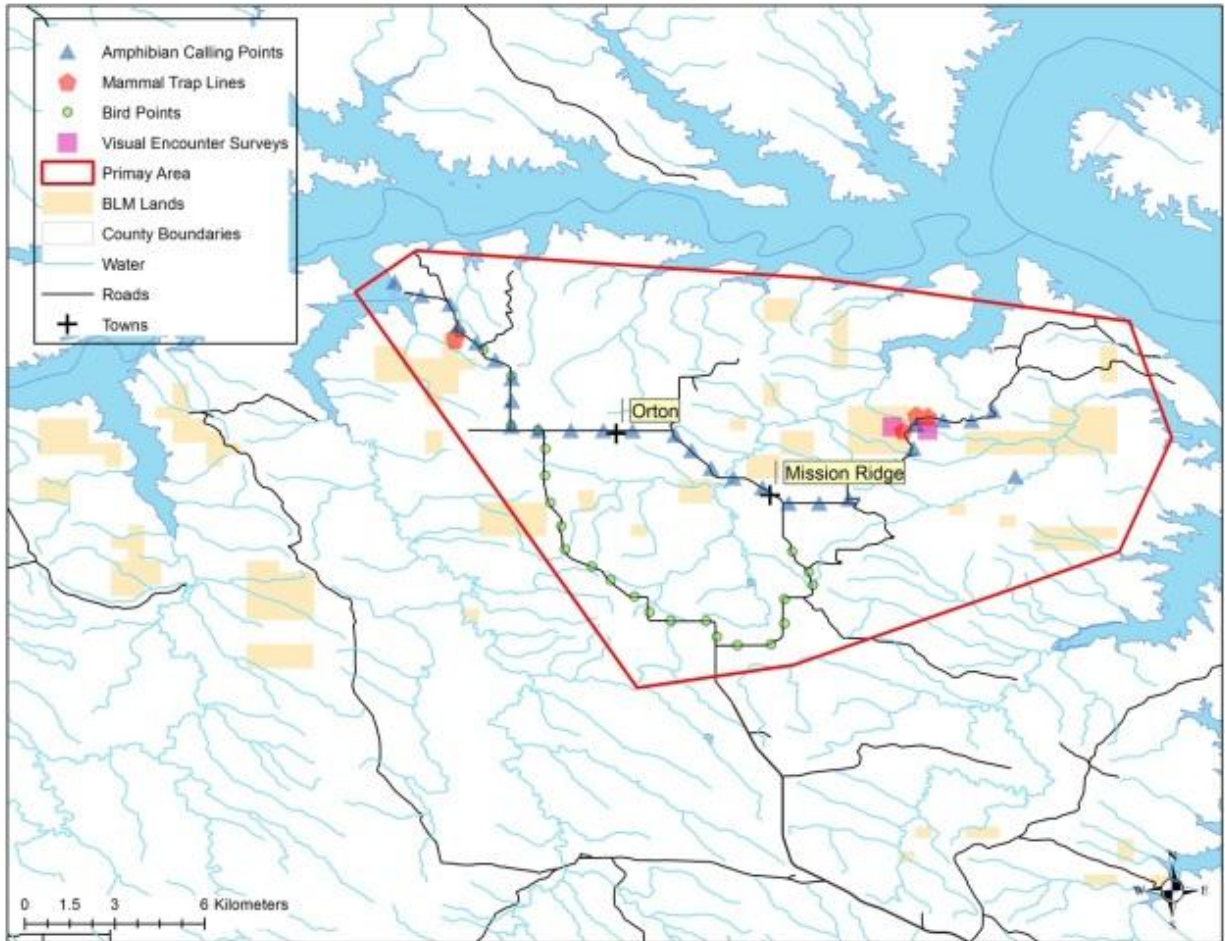 Amphibian Calling Points
Mammal Trap Lines
Bird Points
Visual Encounter Surveys
Primay Area
BLM Lands
County Boundaries
Water
Roads
Towns
Orton
Mission Ridge
0 1.5 3 6 Kilometers
N
W E
S